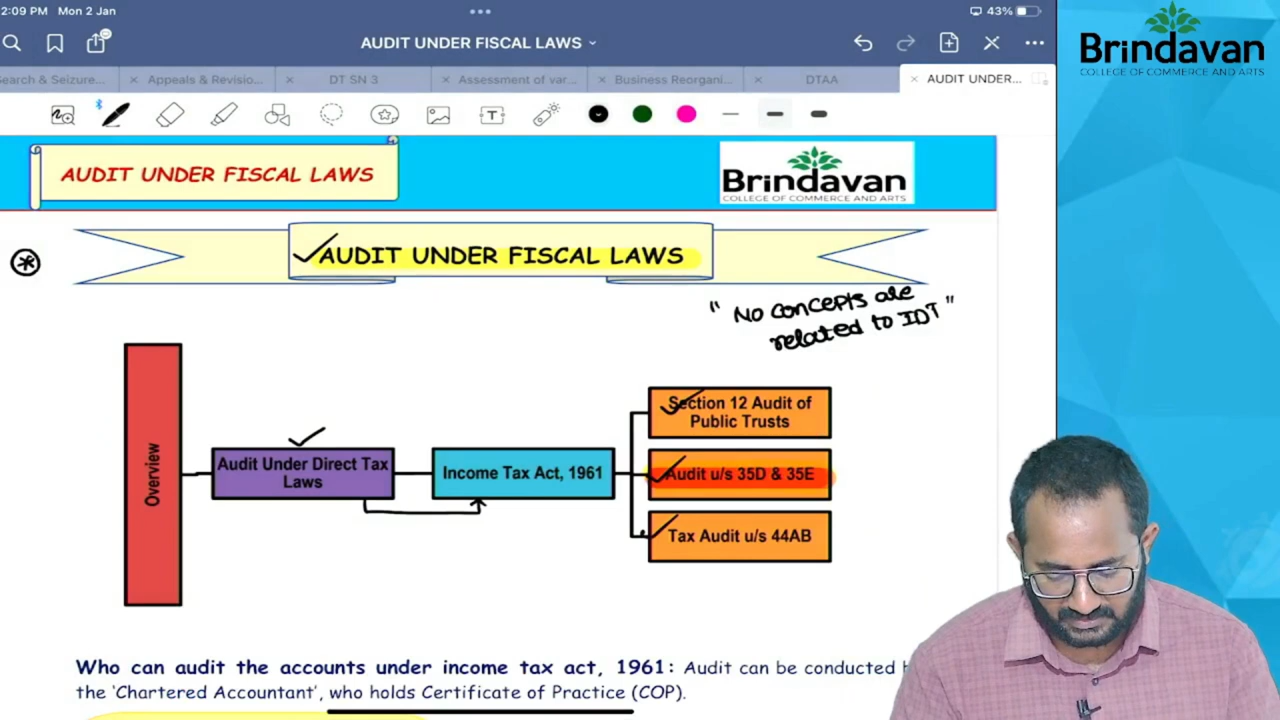 2:09 PM Mon 2 Jan
43%
AUDIT UNDER FISCAL LAWS
earch & Seizure...
Appeals & Revisio...
DT SN 3
Assessment of var...
Business Reorgani...
DTAA
AUDIT UNDER...
Brindavan
COLLEGE OF COMMERCE AND ARTS
AUDIT UNDER FISCAL LAWS
Brindavan
COLLEGE OF COMMERCE AND ARTS
AUDIT UNDER FISCAL LAWS
"No concepts are
related to IDT"
Overview
Audit Under Direct Tax
Laws
Income Tax Act, 1961
Section 12 Audit of
Public Trusts
Audit u/s 35D & 35E
Tax Audit u/s 44AB
Who can audit the accounts under income tax act, 1961: Audit can be conducted
the 'Chartered Accountant', who holds Certificate of Practice (COP).